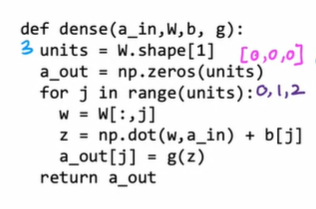 def dense(a_in,W,b, g):
3 units = W.shape[1] [0,0,0]
a_out = np.zeros(units)
for j in range(units): 0,1,2
w = W[:,j]
z = np.dot(w,a_in) + b[j]
a_out[j] = g(z)
return a_out